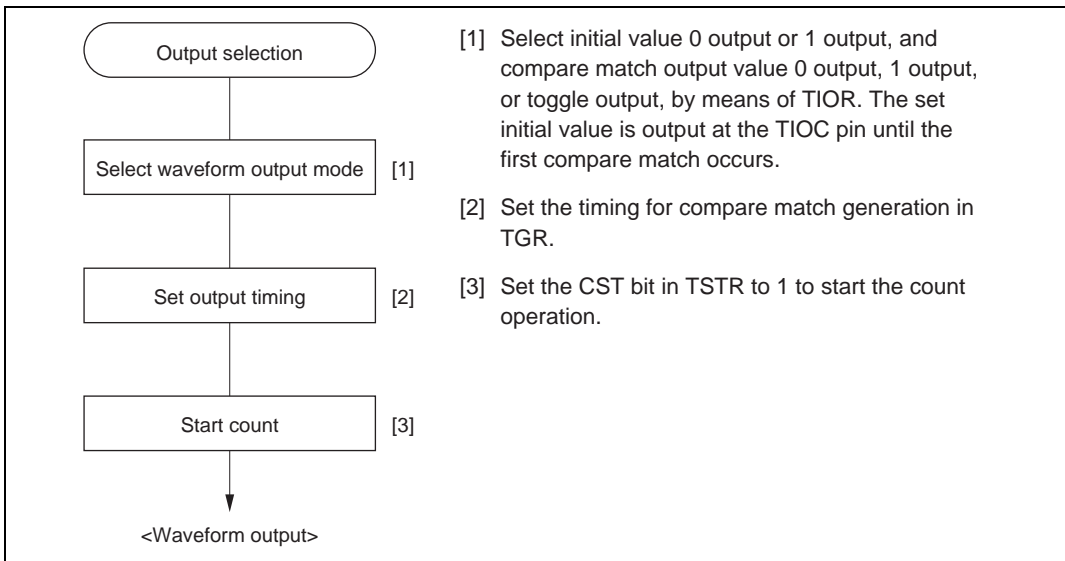 Output selection
Select waveform output mode [1]
Set output timing [2]
Start count [3]
<Waveform output>
[1] Select initial value 0 output or 1 output, and
compare match output value 0 output, 1 output,
or toggle output, by means of TIOR. The set
initial value is output at the TIOC pin until the
first compare match occurs.
[2] Set the timing for compare match generation in
TGR.
[3] Set the CST bit in TSTR to 1 to start the count
operation.